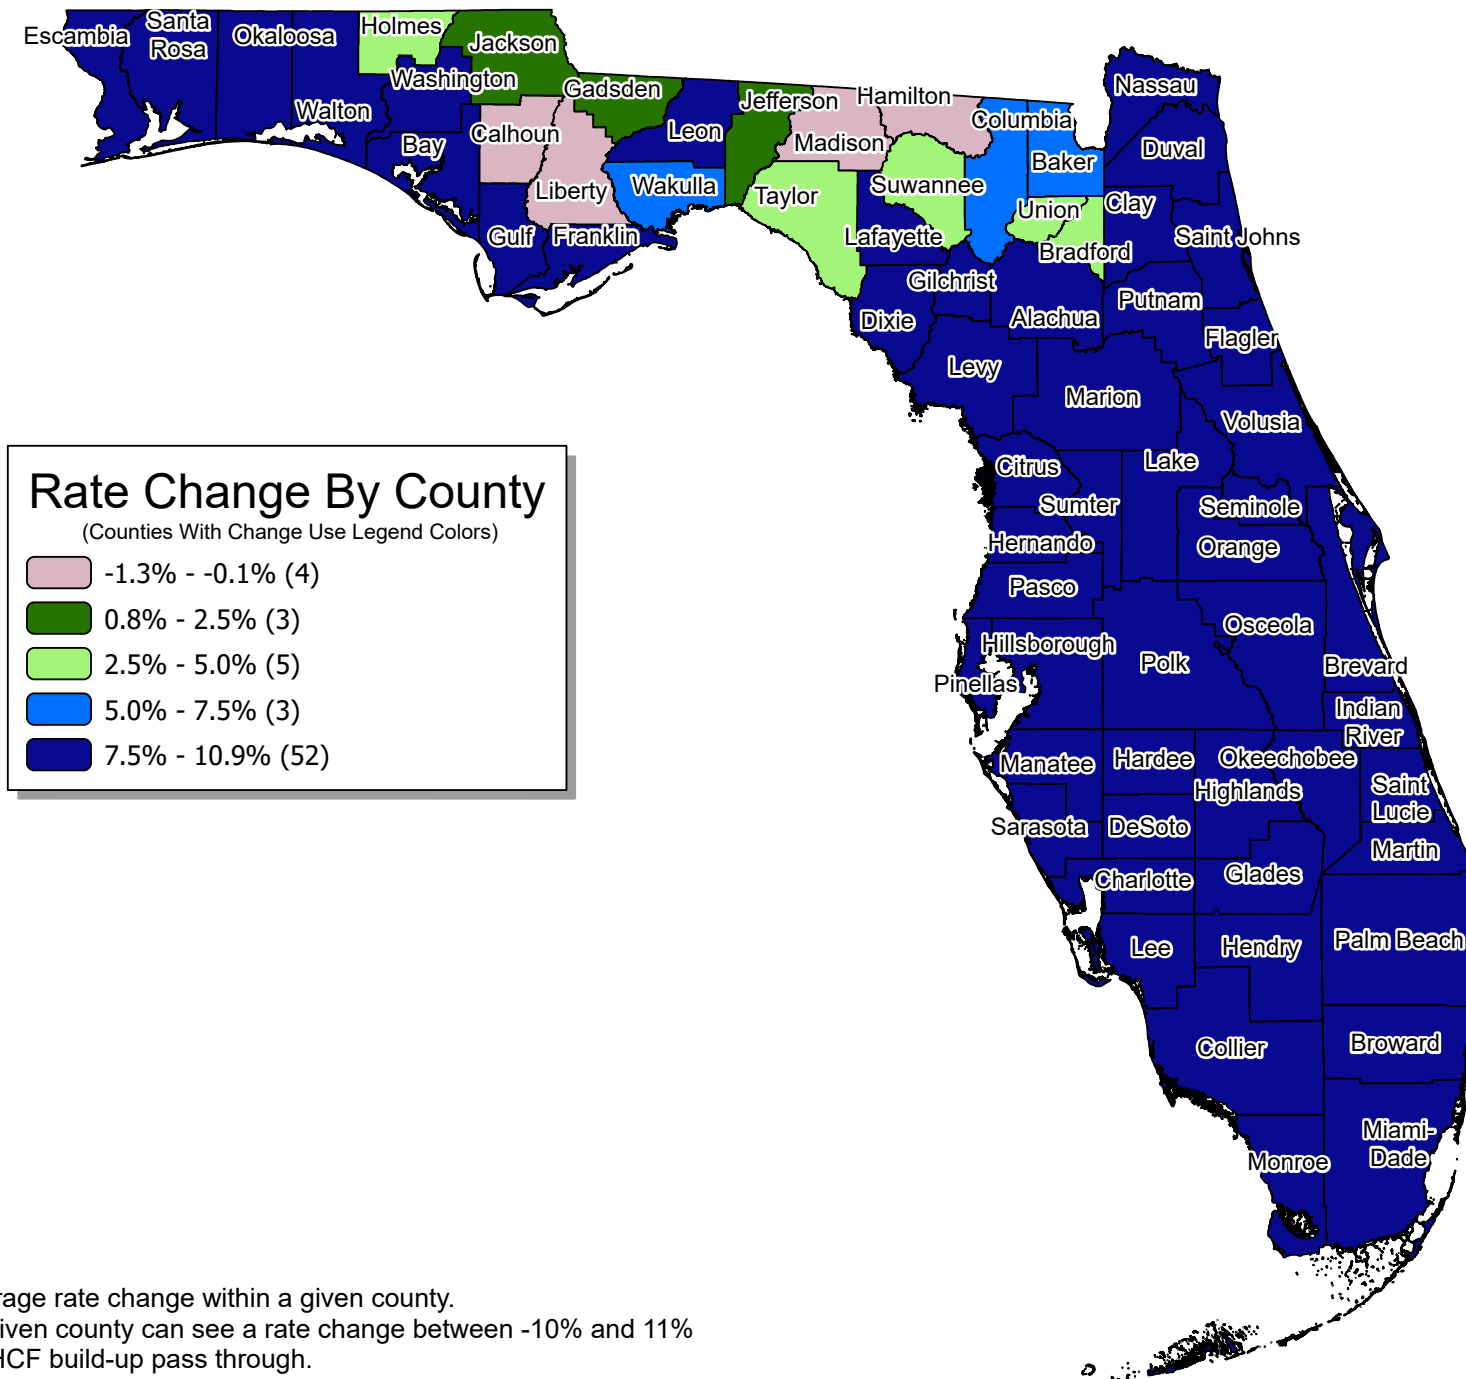 Escambia
Santa
Rosa
Okaloosa
Walton
Holmes
Washington
Jackson
Bay
Calhoun
Gadsden
Liberty
Gulf
Franklin
Leon
Wakulla
Jefferson
Madison
Hamilton
Taylor
Suwannee
Lafayette
Columbia
Baker
Union
Bradford
Nassau
Duval
Clay
Saint Johns
Gilchrist
Dixie
Alachua
Putnam
Flagler
Levy
Marion
Volusia
Citrus
Lake
Sumter
Seminole
Hernando
Orange
Pasco
Osceola
Hillsborough
Polk
Pinellas
Brevard
Indian
River
Manatee
Hardee
Okeechobee
Highlands
Saint
Lucie
Sarasota
DeSoto
Martin
Charlotte
Glades
Lee
Hendry
Palm Beach
Collier
Broward
Miami-
Dade
Monroe
Rate Change By County
(Counties With Change Use Legend Colors)
-1.3% - -0.1% (4)
0.8% - 2.5% (3)
2.5% - 5.0% (5)
5.0% - 7.5% (3)
7.5% - 10.9% (52)
rage rate change within a given county.
iven county can see a rate change between -10% and 11%
HCF build-up pass through.